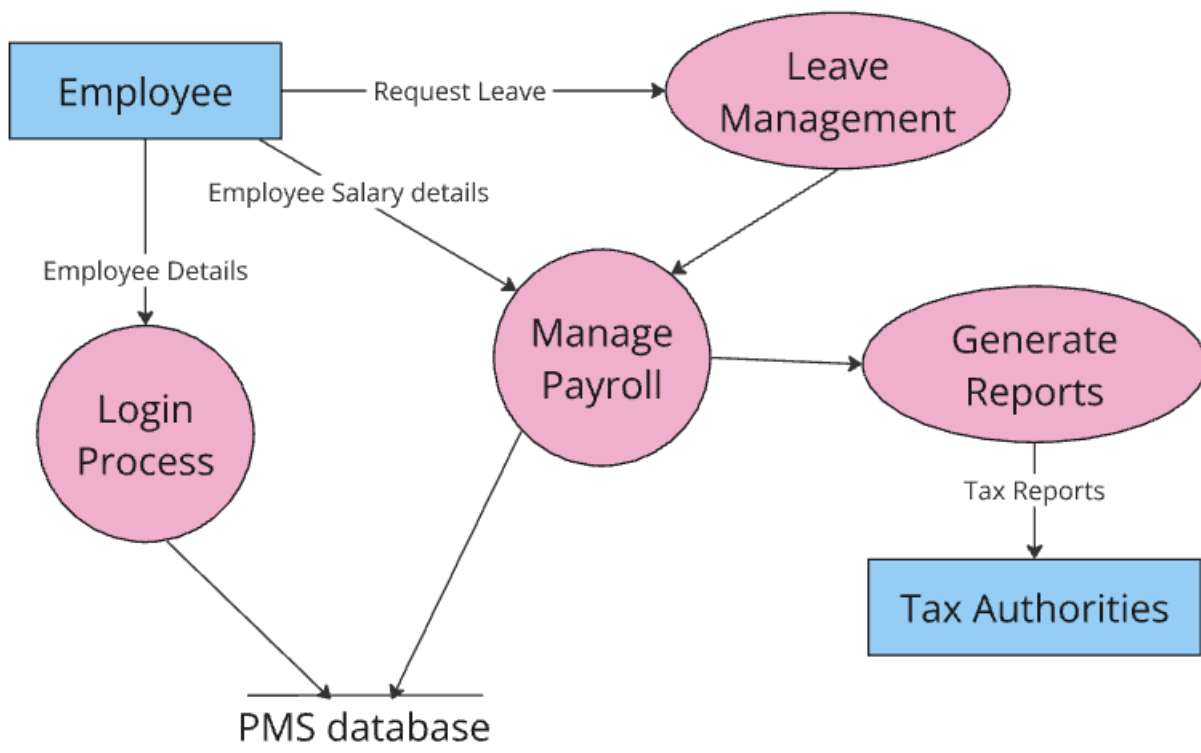 Employee
Request Leave
Leave
Management
Employee Salary details
Employee Details
Manage
Payroll
Generate
Reports
Login
Process
Tax Reports
Tax Authorities
PMS database